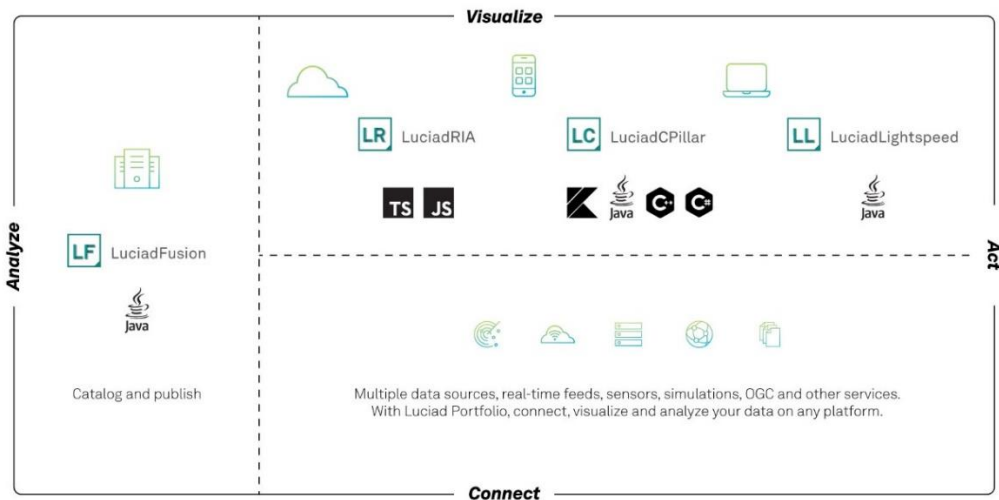 Visualize
LR LuciadRIA
LC LuciadCPillar
LL LuciadLightspeed
TS JS
Java
C++
C#
Java
Analyze
LF LuciadFusion
Java
Catalog and publish
Act
Multiple data sources, real-time feeds, sensors, simulations, OGC and other services.
With Luciad Portfolio, connect, visualize and analyze your data on any platform.
Connect